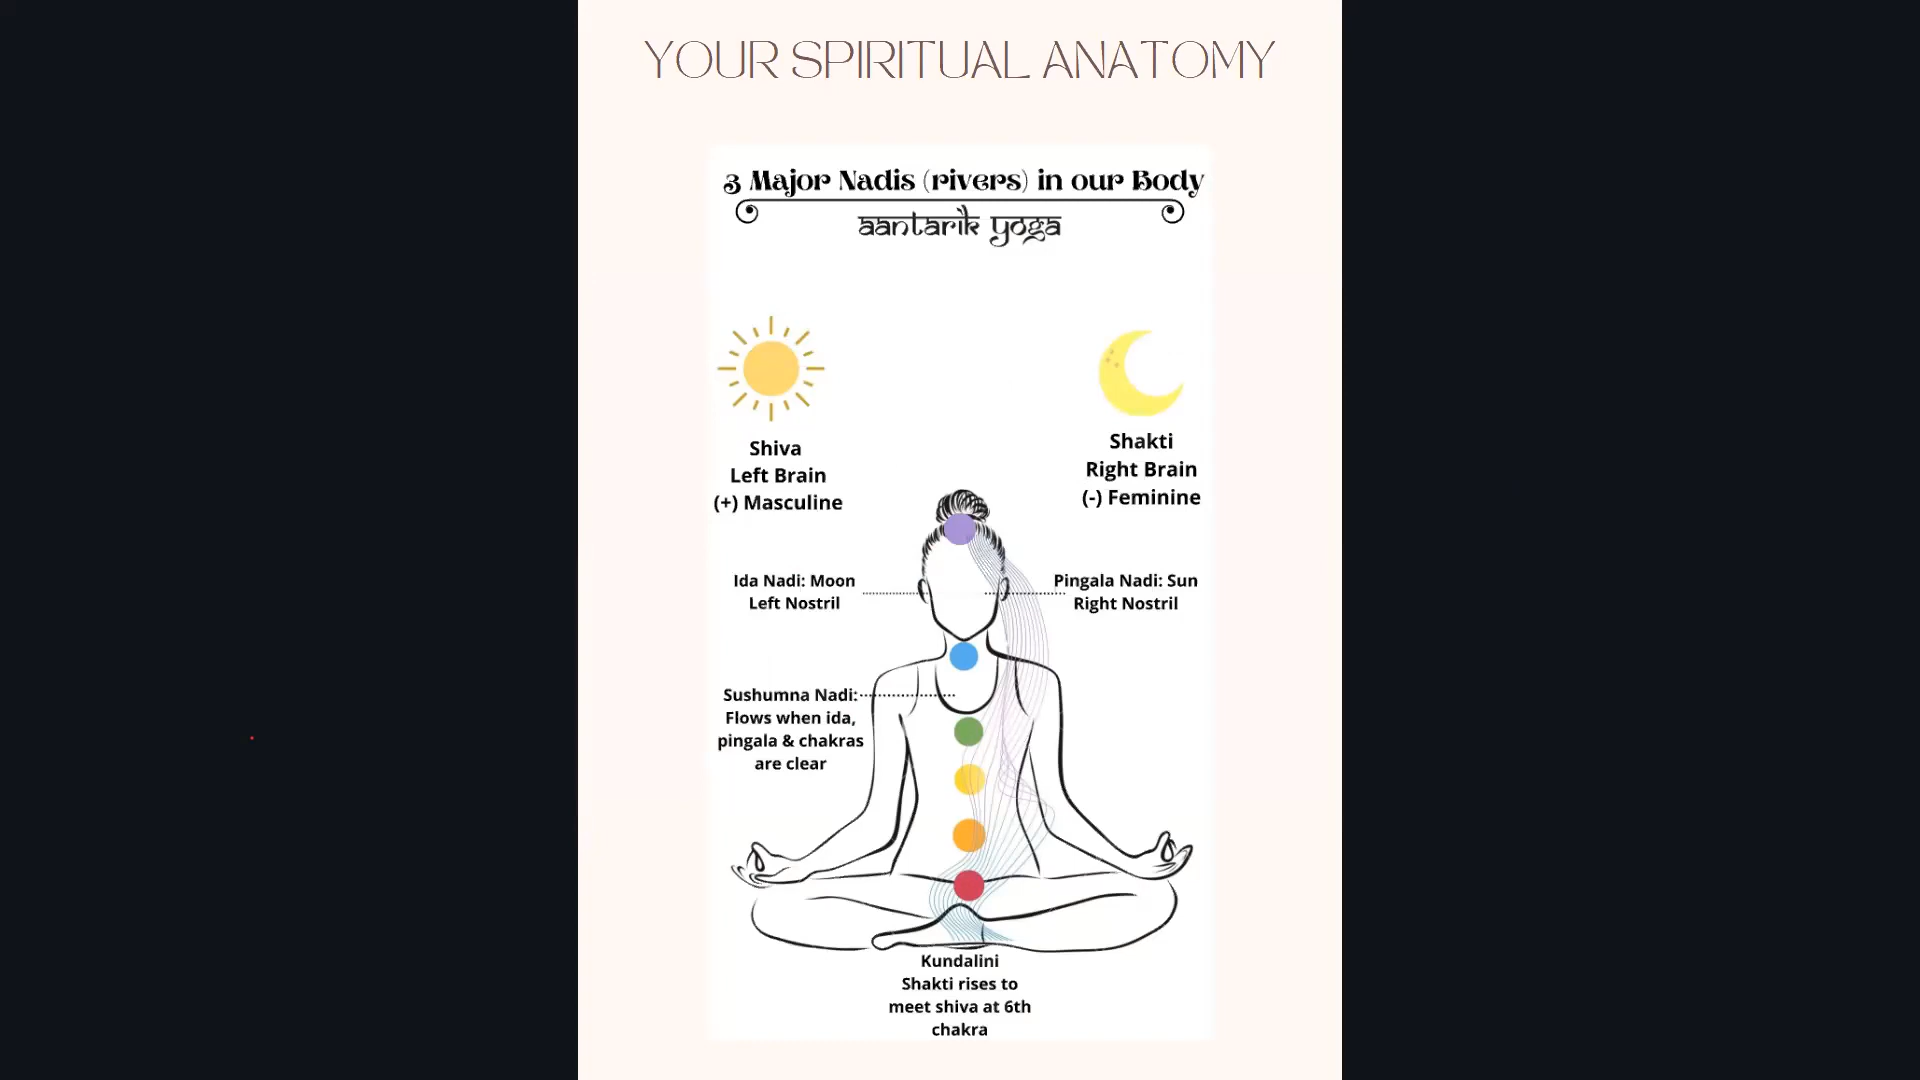 YOUR SPIRITUAL ANATOMY
3 Major Nadis (rivers) in our Body
aantarik yoga
Shiva
Left Brain
(+) Masculine
Shakti
Right Brain
(-) Feminine
Ida Nadi: Moon
Left Nostril
Pingala Nadi: Sun
Right Nostril
Sushumna Nadi:
Flows when ida,
pingala & chakras
are clear
Kundalini
Shakti rises to
meet shiva at 6th
chakra